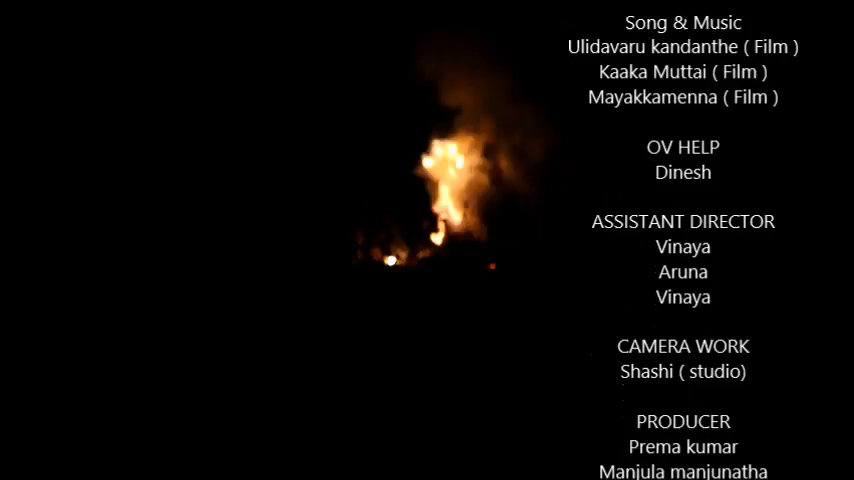 Song & Music
Ulidavaru kandanthe ( Film )
Kaaka Muttai ( Film )
Mayakkamenna ( Film )
OV HELP
Dinesh
ASSISTANT DIRECTOR
Vinaya
Aruna
Vinaya
CAMERA WORK
Shashi ( studio)
PRODUCER
Prema kumar
Manjula manjunatha